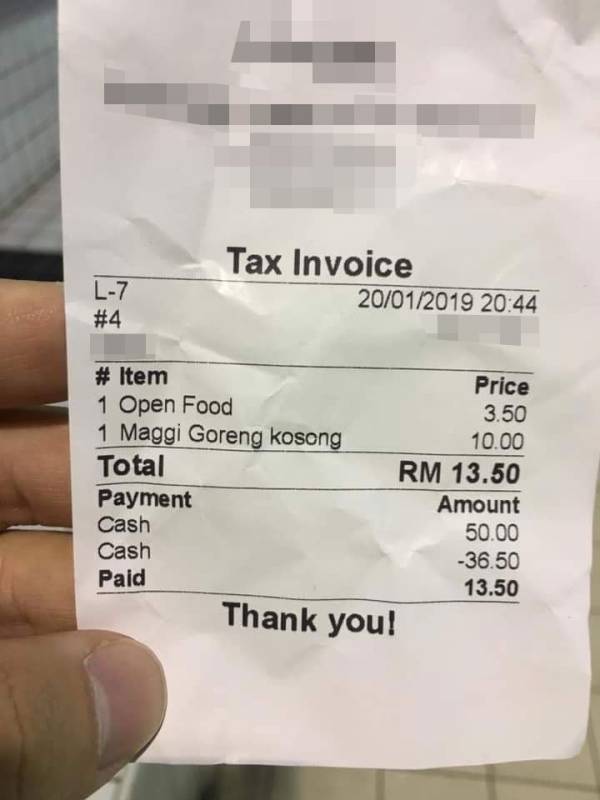 Tax Invoice
L-7 20/01/2019 20:44
#4
# Item Price
1 Open Food 3.50
1 Maggi Goreng kosong 10.00
Total RM 13.50
Payment Amount
Cash 50.00
Cash -36.50
Paid 13.50
Thank you!